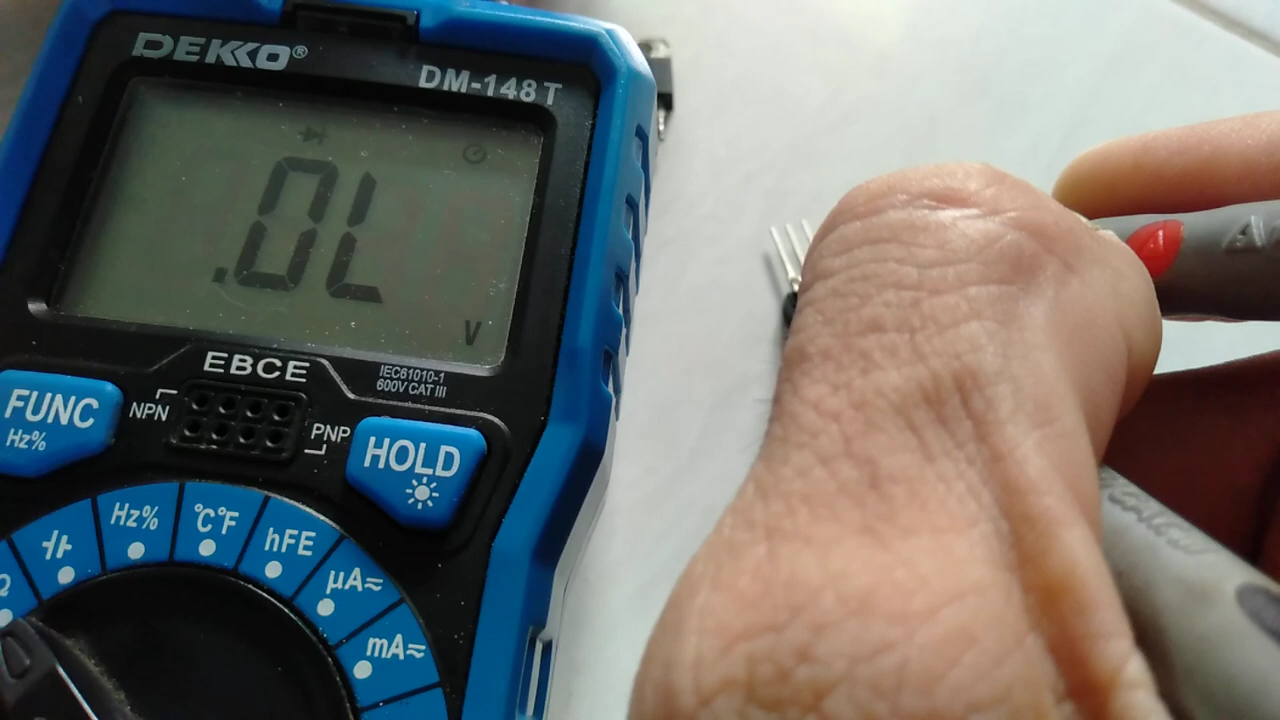 DEKKO®
DM-148T
.0L
V
EBCE
IEC61010-1
600V CAT III
FUNC
Hz%
NPN
PNP
HOLD
Hz%
°C°F
hFE
µA≂
mA≂
Ω